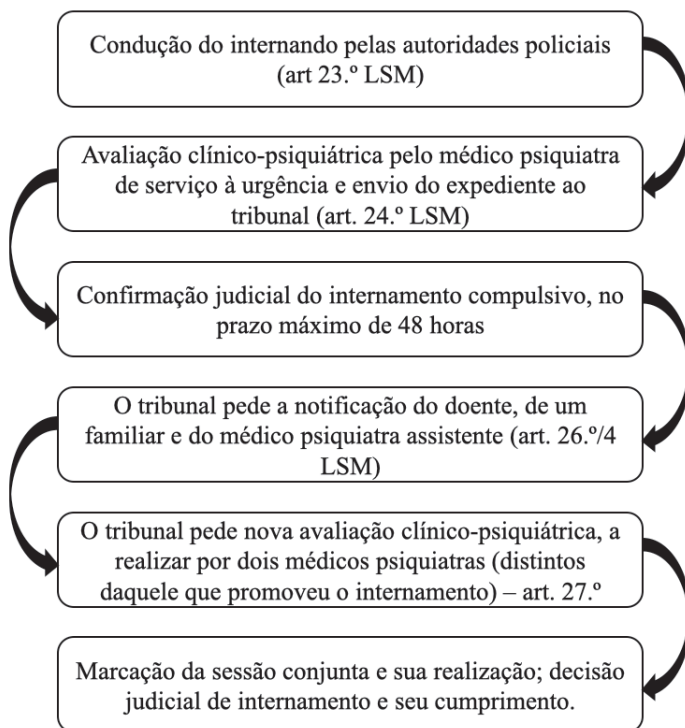 Condução do internando pelas autoridades policiais
(art 23.º LSM)
Avaliação clínico-psiquiátrica pelo médico psiquiatra
de serviço à urgência e envio do expediente ao
tribunal (art. 24.º LSM)
Confirmação judicial do internamento compulsivo, no
prazo máximo de 48 horas
O tribunal pede a notificação do doente, de um
familiar e do médico psiquiatra assistente (art. 26.º/4
LSM)
O tribunal pede nova avaliação clínico-psiquiátrica, a
realizar por dois médicos psiquiatras (distintos
daquele que promoveu o internamento) – art. 27.º
Marcação da sessão conjunta e sua realização; decisão
judicial de internamento e seu cumprimento.